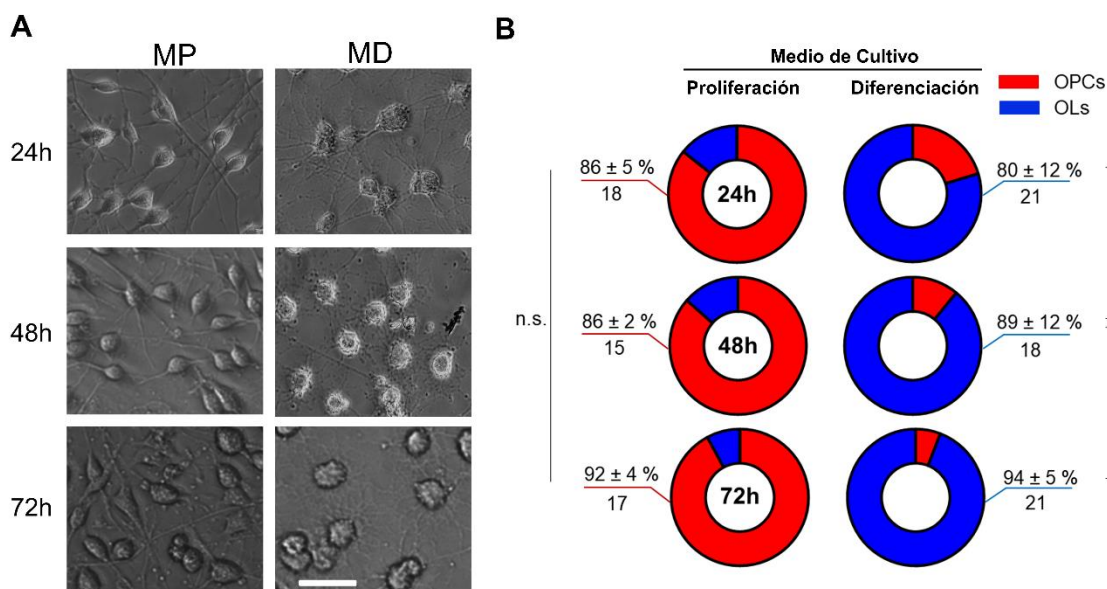 A
MP
MD
24h
48h
72h
B
Medio de Cultivo
Proliferación
Diferenciación
OPCs
OLs
86 ± 5 %
18
24h
80 ± 12 %
21
n.s.
86 ± 2 %
15
48h
89 ± 12 %
18
92 ± 4 %
17
72h
94 ± 5 %
21